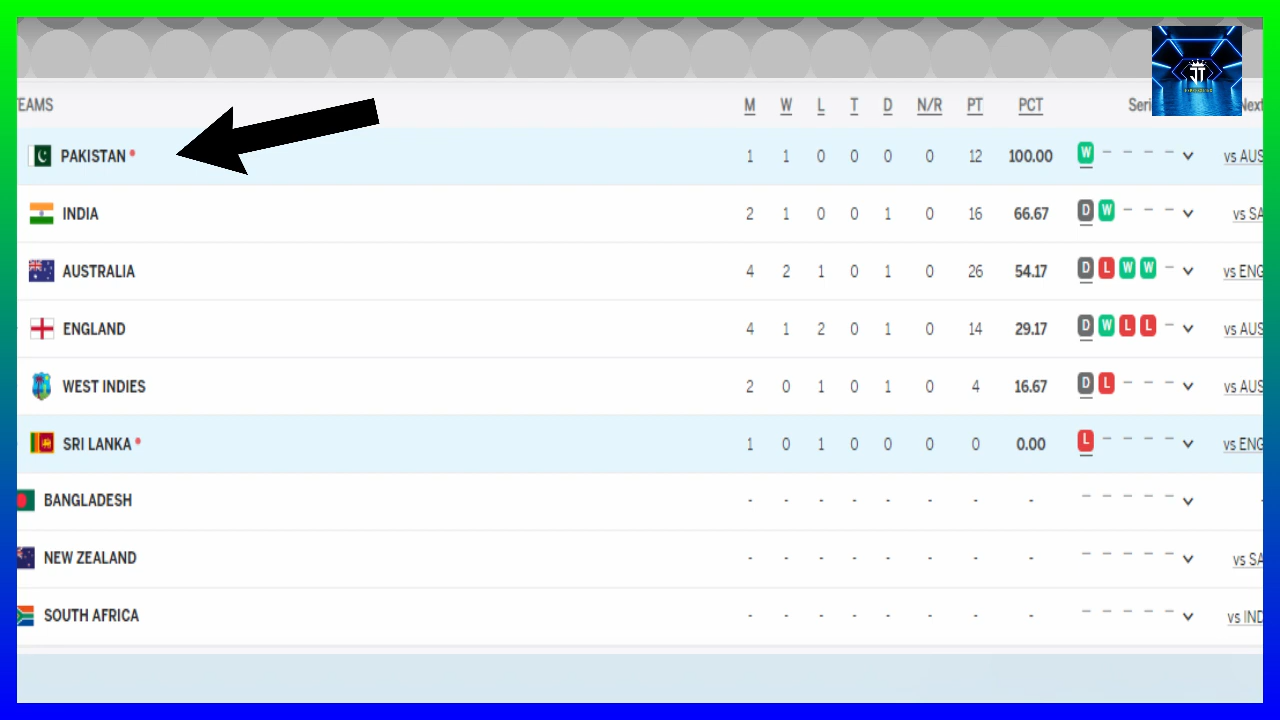 TEAMS M W L T D N/R PT PCT Seri Next
PAKISTAN 1 1 0 0 0 0 12 100.00 W – – – – vs AUS
INDIA 2 1 0 0 1 0 16 66.67 D W – – – vs SA
AUSTRALIA 4 2 1 0 1 0 26 54.17 D L W W – vs ENG
ENGLAND 4 1 2 0 1 0 14 29.17 D W L L – vs AUS
WEST INDIES 2 0 1 0 1 0 4 16.67 D L – – – vs AUS
SRI LANKA 1 0 1 0 0 0 0 0.00 L – – – – vs ENG
BANGLADESH - - - - - - - - – – – – – -
NEW ZEALAND - - - - - - - - – – – – – vs SA
SOUTH AFRICA - - - - - - - - – – – – – vs IND
JT